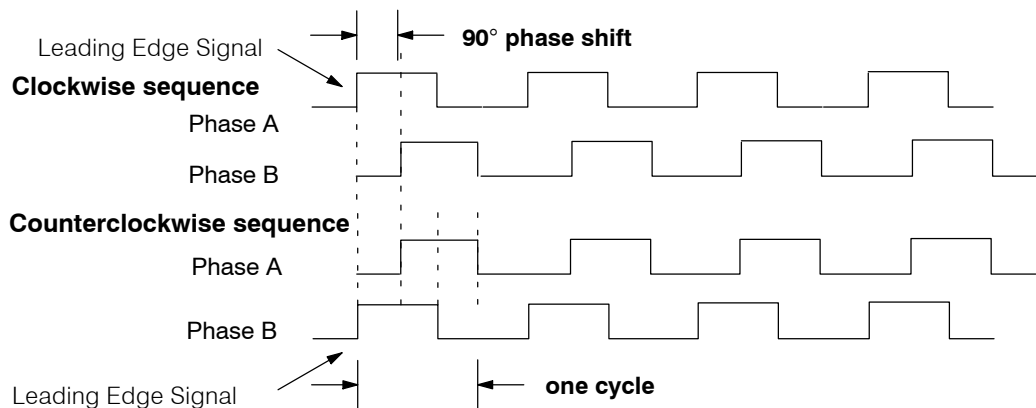 90° phase shift
Leading Edge Signal
Clockwise sequence
Phase A
Phase B
Counterclockwise sequence
Phase A
Phase B
Leading Edge Signal
one cycle